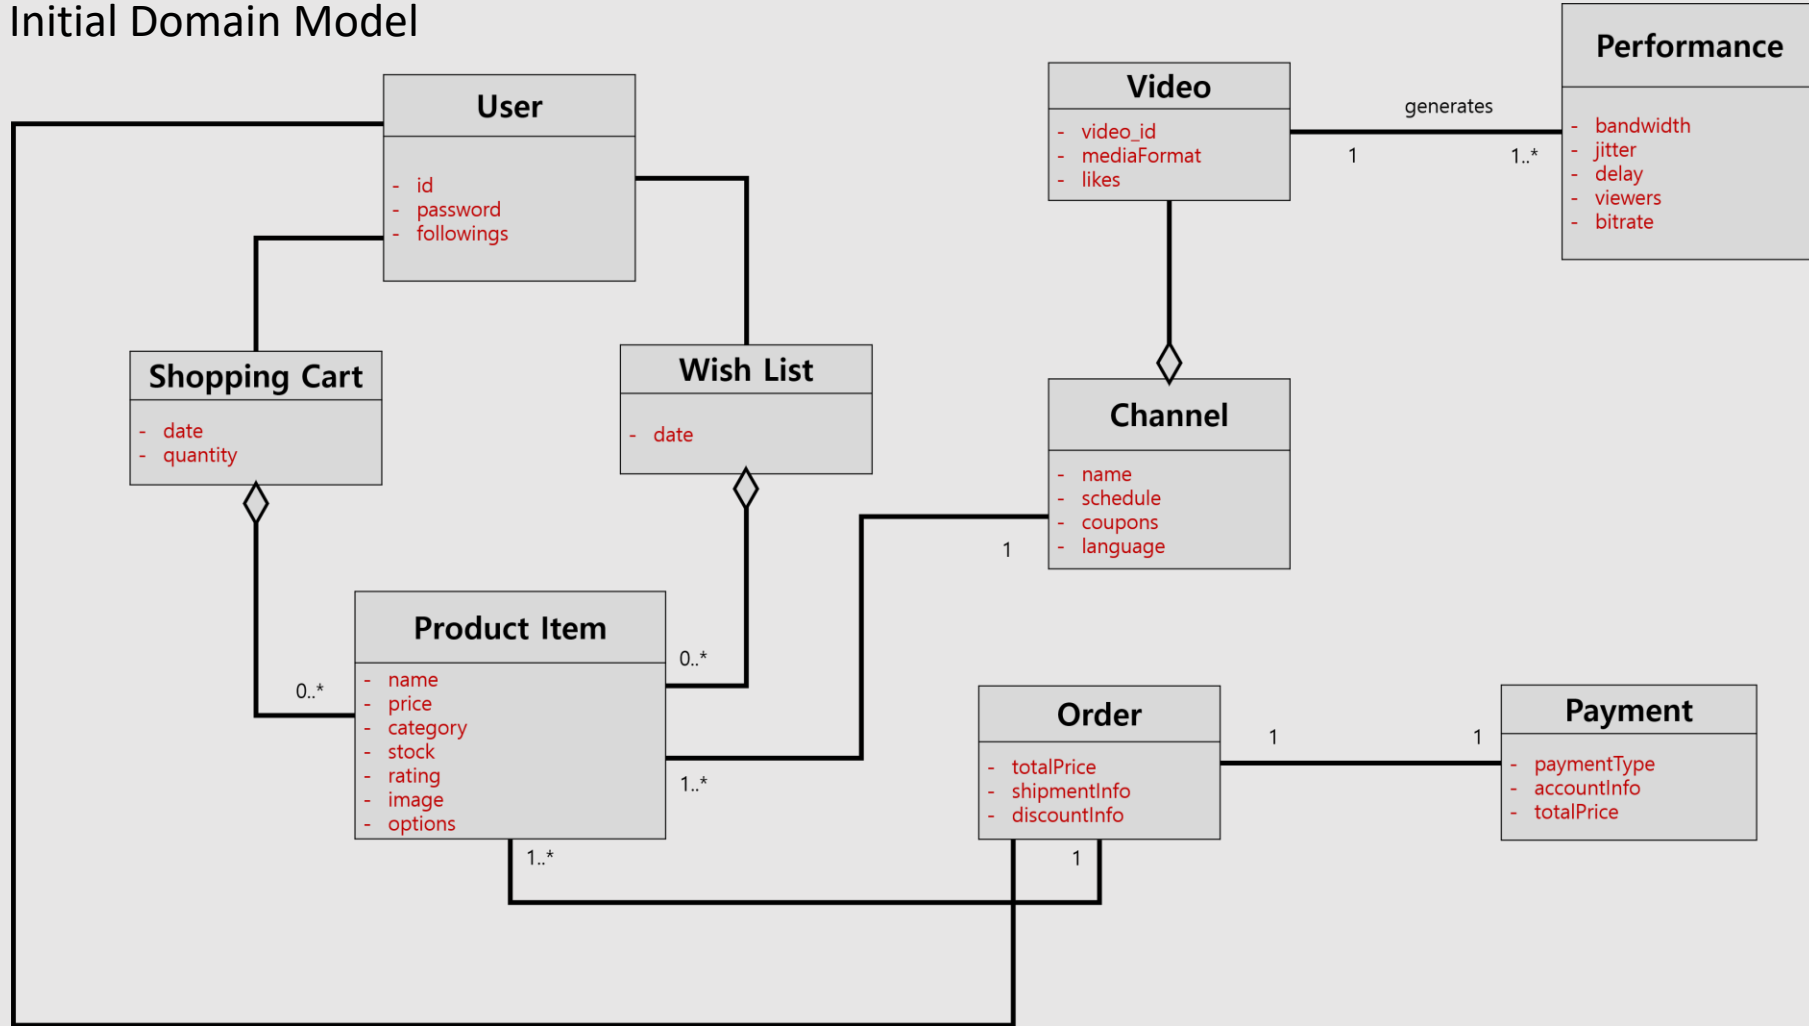 Initial Domain Model
User
- id
- password
- followings
Shopping Cart
- date
- quantity
Wish List
- date
Product Item
- name
- price
- category
- stock
- rating
- image
- options
0..*
0..*
1..*
1..*
Video
- video_id
- mediaFormat
- likes
generates
1
1..*
Performance
- bandwidth
- jitter
- delay
- viewers
- bitrate
Channel
- name
- schedule
- coupons
- language
1
Order
- totalPrice
- shipmentInfo
- discountInfo
1
1
1
Payment
- paymentType
- accountInfo
- totalPrice